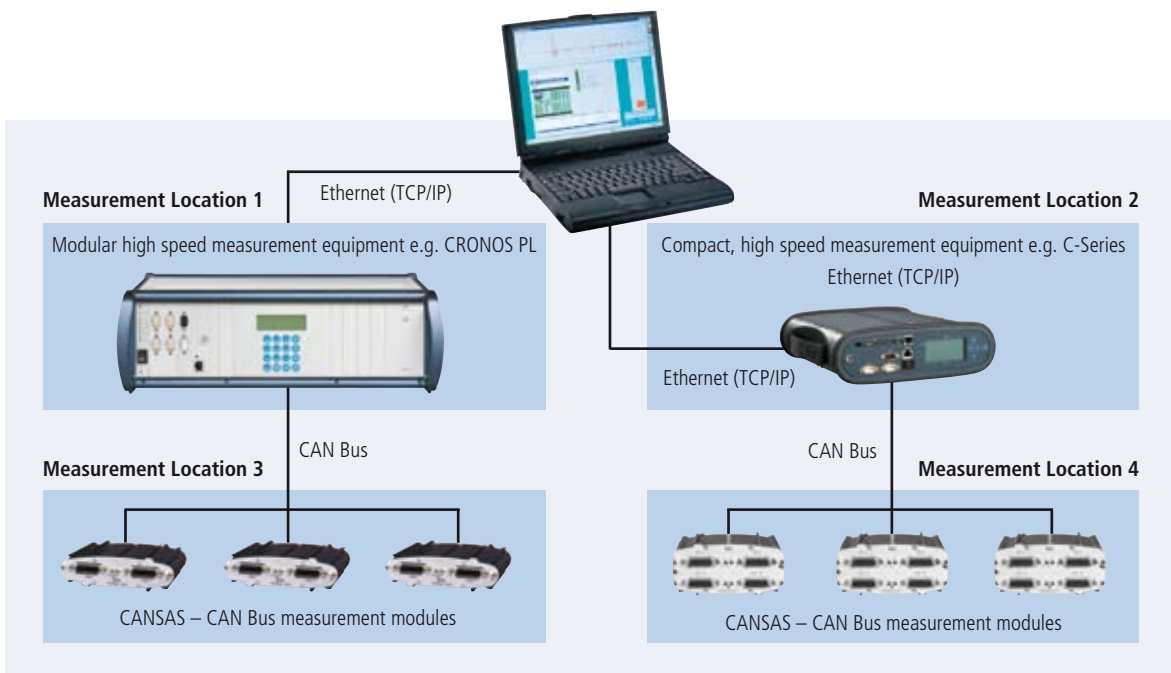 Ethernet (TCP/IP)
Measurement Location 1
Modular high speed measurement equipment e.g. CRONOS PL
Measurement Location 2
Compact, high speed measurement equipment e.g. C-Series
Ethernet (TCP/IP)
Ethernet (TCP/IP)
CAN Bus
Measurement Location 3
CANSAS – CAN Bus measurement modules
CAN Bus
Measurement Location 4
CANSAS – CAN Bus measurement modules